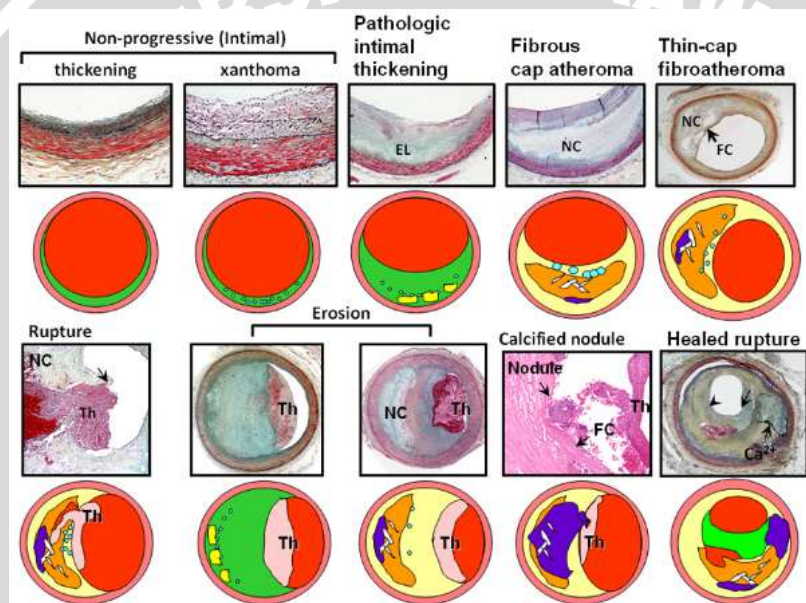 Non-progressive (Intimal)
thickening
xanthoma
Pathologic
intimal
thickening
Fibrous
cap atheroma
Thin-cap
fibroatheroma
EL
NC
NC
FC
Rupture
Erosion
Calcified nodule
Healed rupture
NC
Th
Th
NC
Th
Nodule
FC
Th
Ca2+
Th
Th
Th
Th